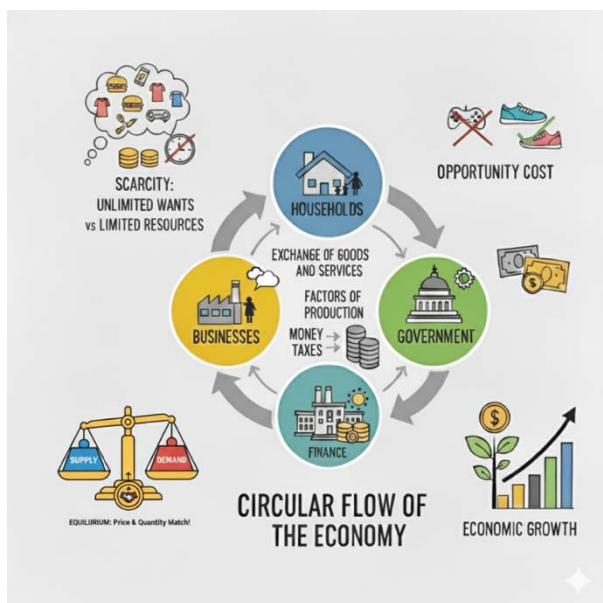 SCARCITY:
UNLIMITED WANTS
vs LIMITED RESOURCES
OPPORTUNITY COST
HOUSEHOLDS
EXCHANGE OF GOODS
AND SERVICES
FACTORS OF
PRODUCTION
MONEY
TAXES
BUSINESSES
GOVERNMENT
FINANCE
SUPPLY
DEMAND
EQUILIRIUM: Price & Quantity Match!
CIRCULAR FLOW OF
THE ECONOMY
ECONOMIC GROWTH